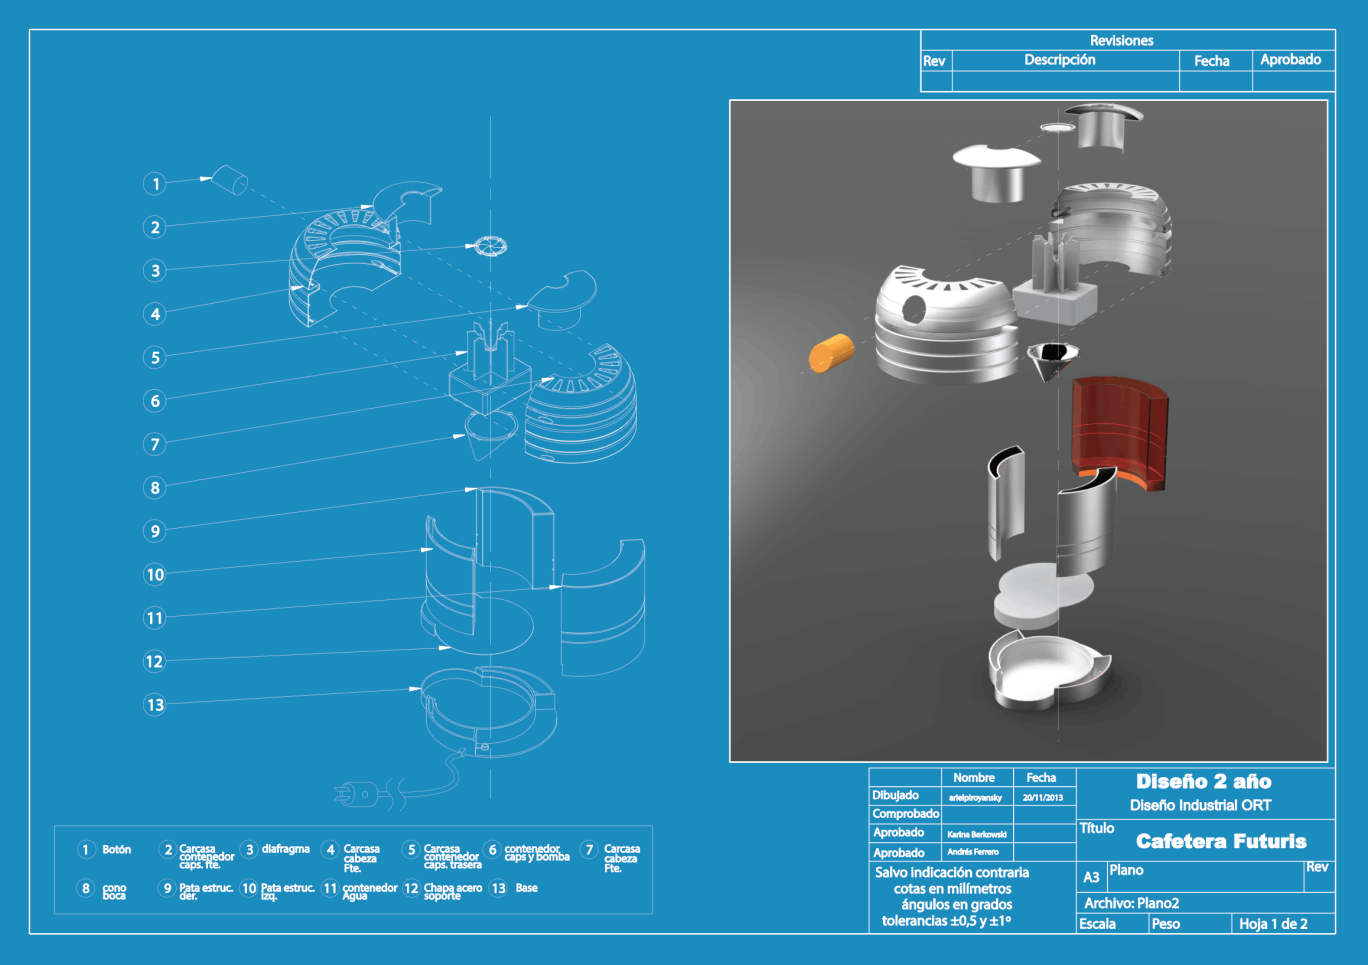 Revisiones
Rev Descripción Fecha Aprobado
1
2
3
4
5
6
7
8
9
10
11
12
13
1 Botón
2 Carcasa
contenedor
caps. fte.
3 diafragma
4 Carcasa
cabeza
Fte.
5 Carcasa
contenedor
caps. trasera
6 contenedor
caps y bomba
7 Carcasa
cabeza
Fte.
8 cono
boca
9 Pata estruc.
der.
10 Pata estruc.
izq.
11 contenedor
Agua
12 Chapa acero
soporte
13 Base
Nombre Fecha
Dibujado arielpiroyansky 20/11/2013
Comprobado
Aprobado Karina Berkowski
Aprobado Andrés Ferrero
Salvo indicación contraria
cotas en milímetros
ángulos en grados
tolerancias ±0,5 y ±1º
Diseño 2 año
Diseño Industrial ORT
Título
Cafetera Futuris
A3 Plano Rev
Archivo: Plano2
Escala Peso Hoja 1 de 2